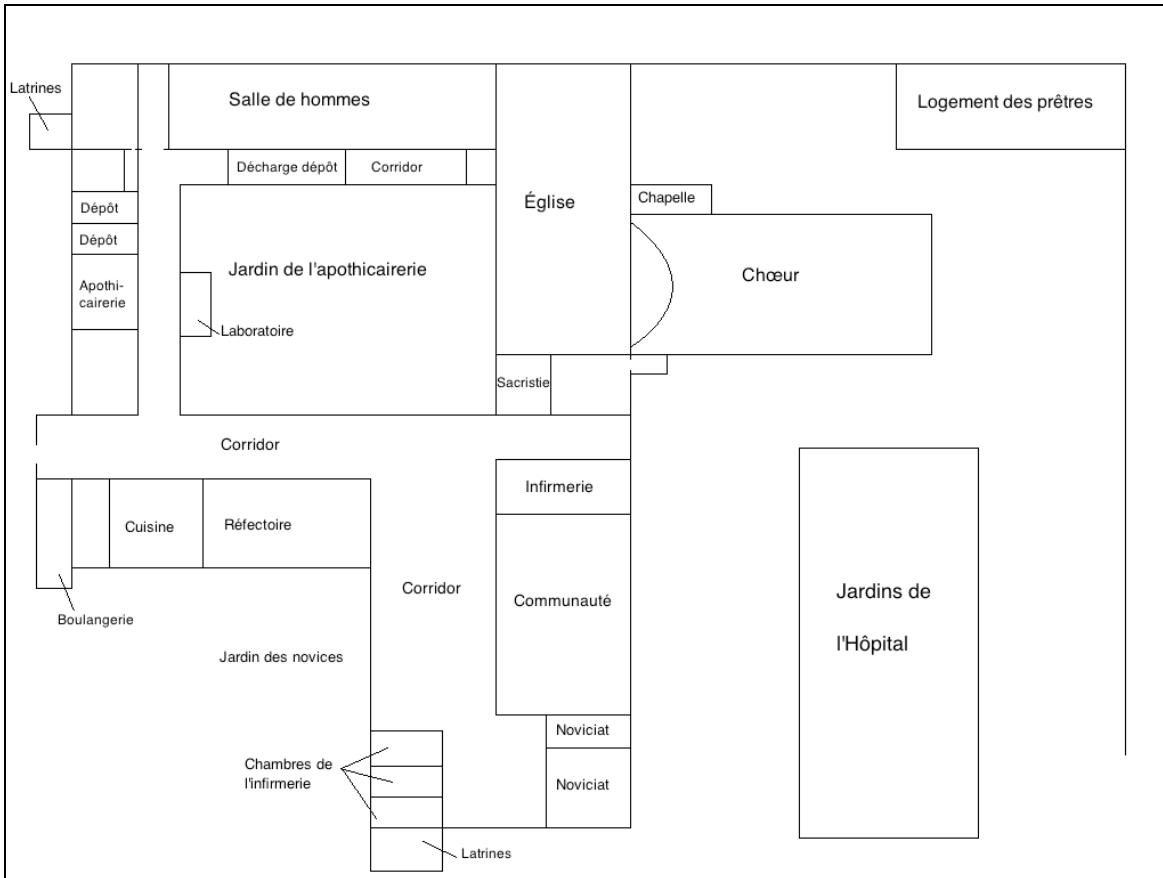 Latrines
Salle de hommes
Logement des prêtres
Décharge dépôt
Corridor
Église
Chapelle
Dépôt
Dépôt
Jardin de l'apothicairerie
Chœur
Apothi-
cairerie
Laboratoire
Sacristie
Corridor
Infirmerie
Cuisine
Réfectoire
Corridor
Communauté
Jardins de
l'Hôpital
Boulangerie
Jardin des novices
Noviciat
Chambres de
l'infirmerie
Noviciat
Latrines